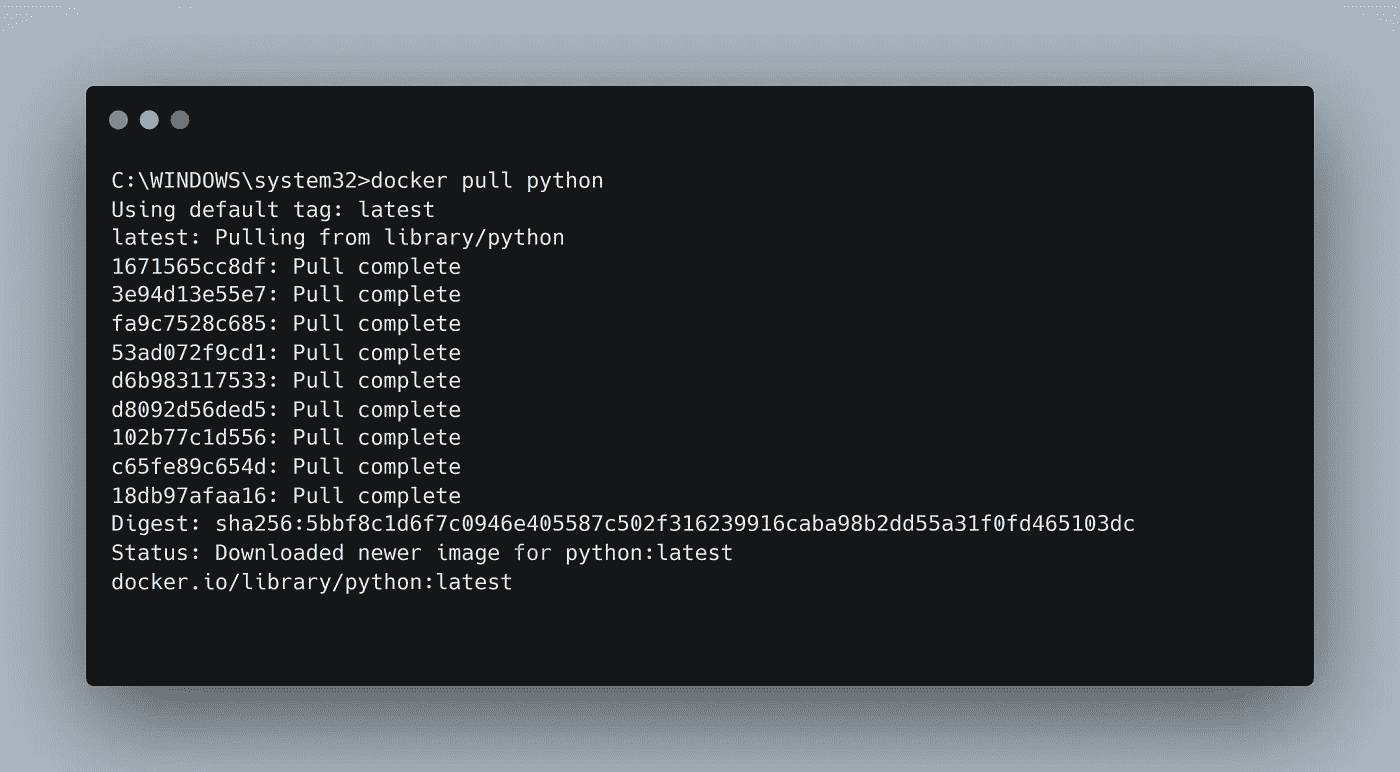 C:\WINDOWS\system32>docker pull python
Using default tag: latest
latest: Pulling from library/python
1671565cc8df: Pull complete
3e94d13e55e7: Pull complete
fa9c7528c685: Pull complete
53ad072f9cd1: Pull complete
d6b983117533: Pull complete
d8092d56ded5: Pull complete
102b77c1d556: Pull complete
c65fe89c654d: Pull complete
18db97afaa16: Pull complete
Digest: sha256:5bbf8c1d6f7c0946e405587c502f316239916caba98b2dd55a31f0fd465103dc
Status: Downloaded newer image for python:latest
docker.io/library/python:latest